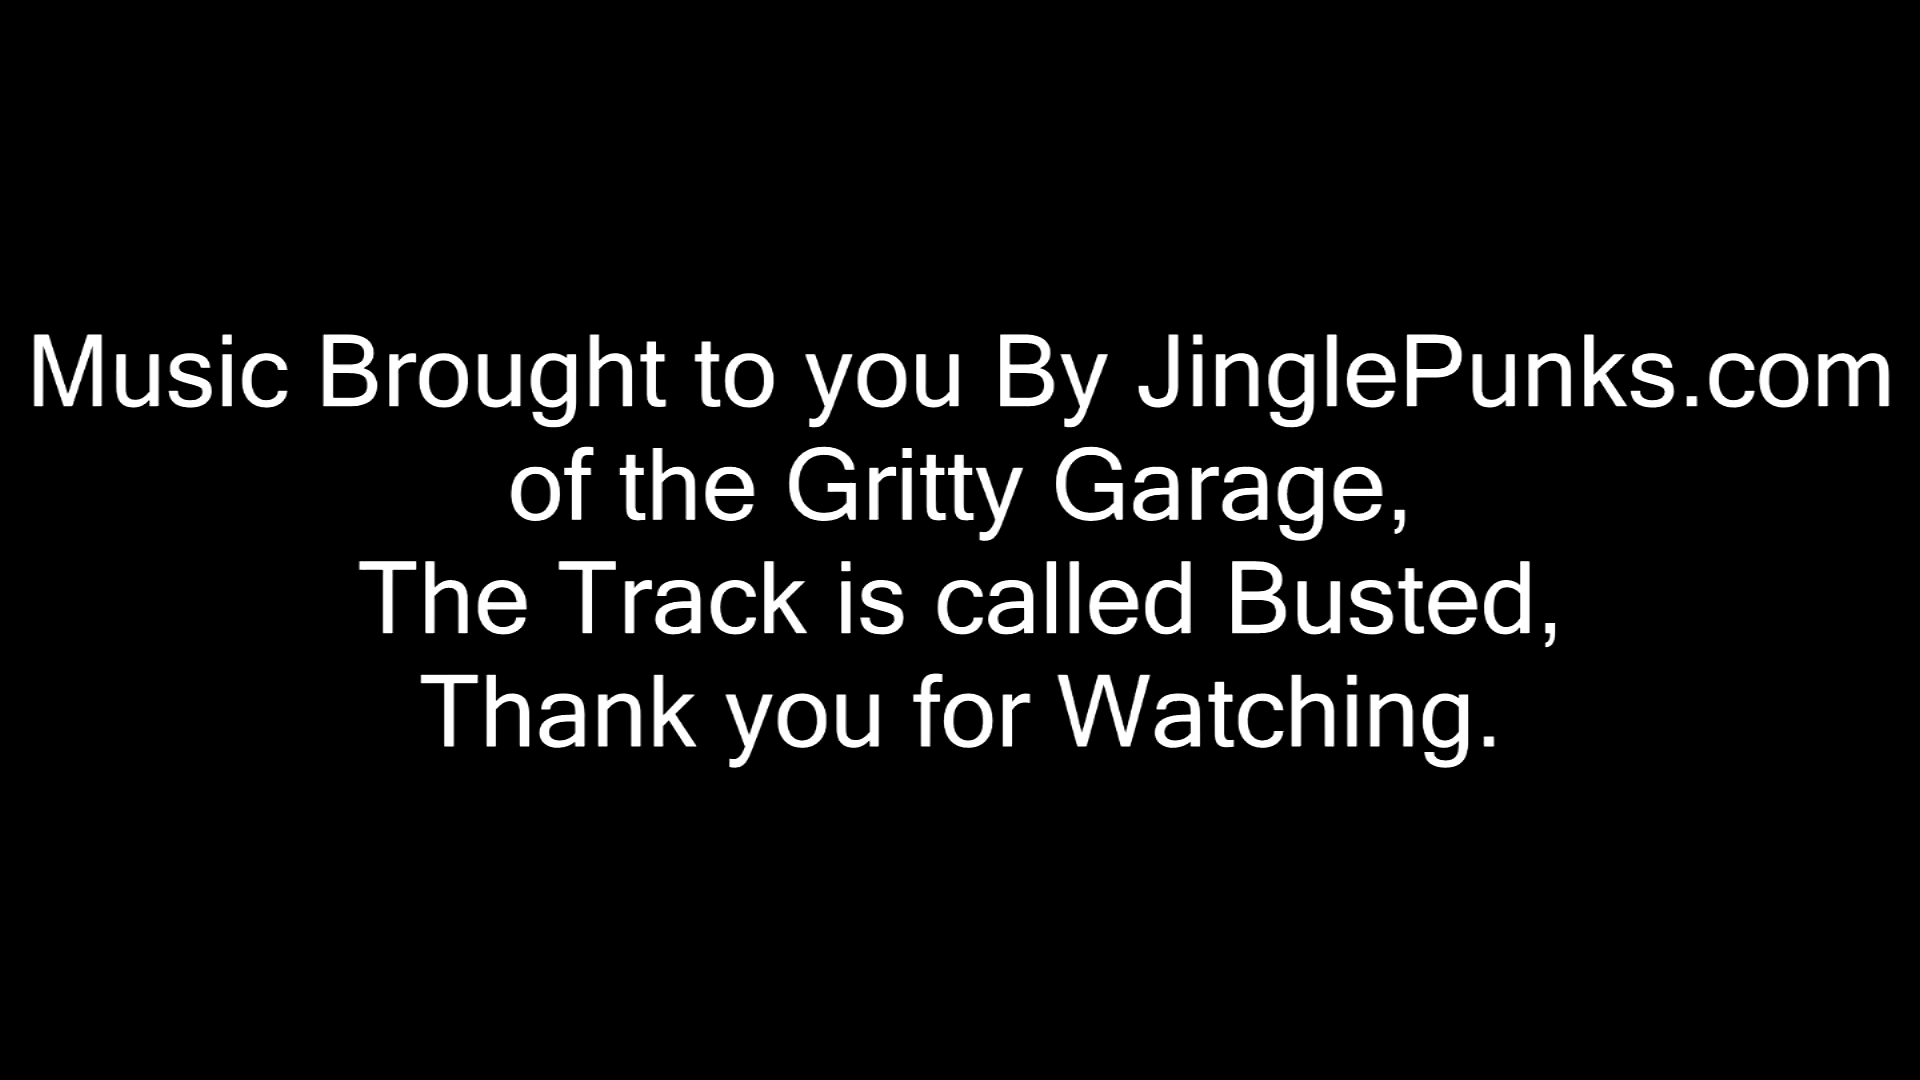 Music Brought to you By JinglePunks.com
of the Gritty Garage,
The Track is called Busted,
Thank you for Watching.